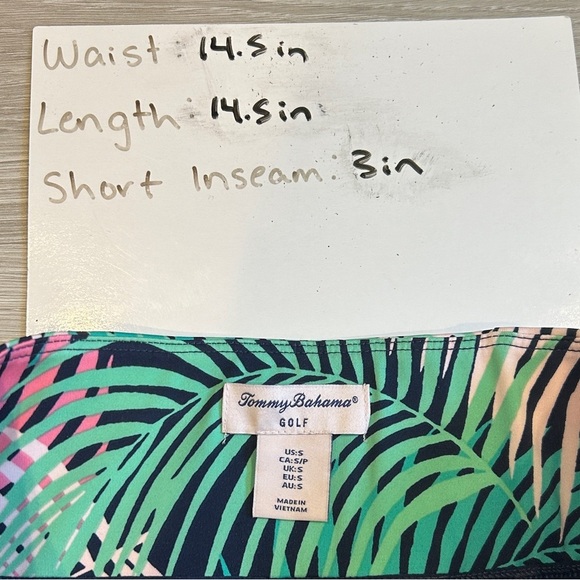 Waist: 14.5in
Length: 14.5in
Short Inseam: 3in
Tommy Bahama®
GOLF
US:S
CA:S/P
UK:S
EU:S
AU:S
MADE IN
VIETNAM